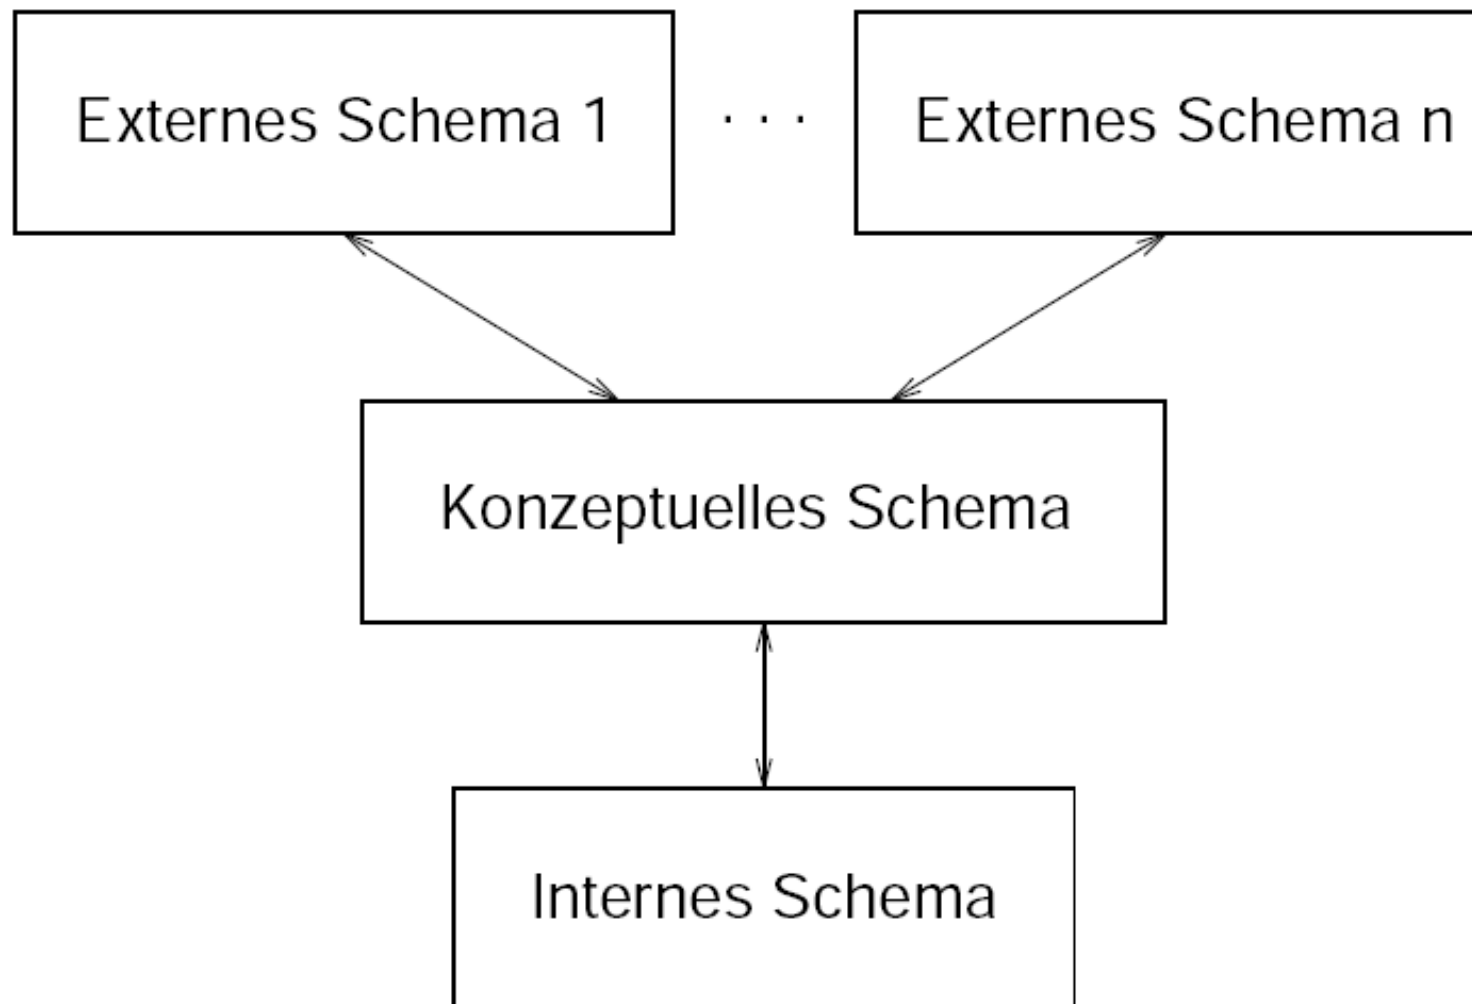 Externes Schema 1 . . . Externes Schema n
Konzeptuelles Schema
Internes Schema